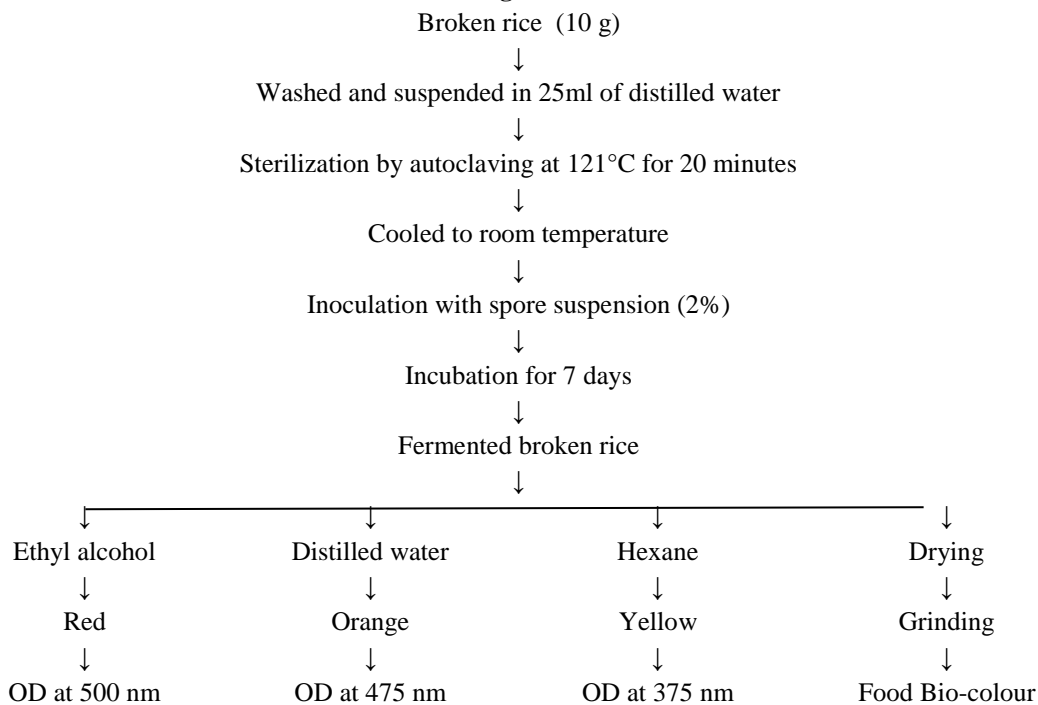 Broken rice (10 g)
↓
Washed and suspended in 25ml of distilled water
↓
Sterilization by autoclaving at 121°C for 20 minutes
↓
Cooled to room temperature
↓
Inoculation with spore suspension (2%)
↓
Incubation for 7 days
↓
Fermented broken rice
↓
↓ ↓ ↓ ↓
Ethyl alcohol Distilled water Hexane Drying
↓ ↓ ↓ ↓
Red Orange Yellow Grinding
↓ ↓ ↓ ↓
OD at 500 nm OD at 475 nm OD at 375 nm Food Bio-colour